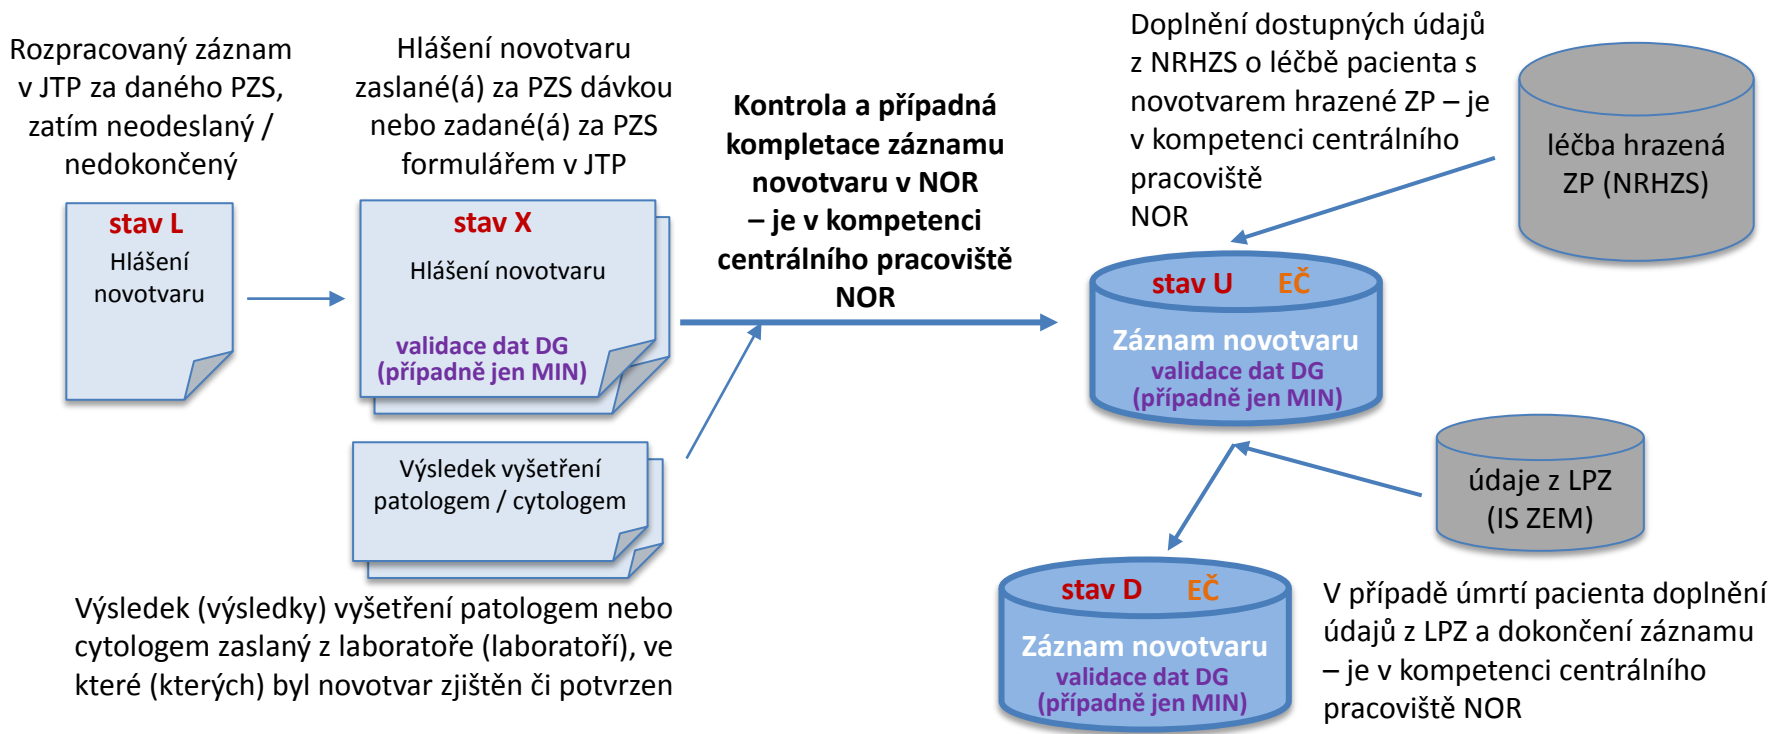 Rozpracovaný záznam
v JTP za daného PZS,
zatím neodeslaný /
nedokončený
stav L
Hlášení
novotvaru
Hlášení novotvaru
zaslané(á) za PZS dávkou
nebo zadané(á) za PZS
formulářem v JTP
stav X
Hlášení novotvaru
validace dat DG
(případně jen MIN)
Výsledek vyšetření
patologem / cytologem
Výsledek (výsledky) vyšetření patologem nebo
cytologem zaslaný z laboratoře (laboratoří), ve
které (kterých) byl novotvar zjištěn či potvrzen
Kontrola a případná
kompletace záznamu
novotvaru v NOR
– je v kompetenci
centrálního pracoviště
NOR
Doplnění dostupných údajů
z NRHZS o léčbě pacienta s
novotvarem hrazené ZP – je
v kompetenci centrálního
pracoviště
NOR
léčba hrazená
ZP (NRHZS)
stav U EČ
Záznam novotvaru
validace dat DG
(případně jen MIN)
údaje z LPZ
(IS ZEM)
stav D EČ
Záznam novotvaru
validace dat DG
(případně jen MIN)
V případě úmrtí pacienta doplnění
údajů z LPZ a dokončení záznamu
– je v kompetenci centrálního
pracoviště NOR